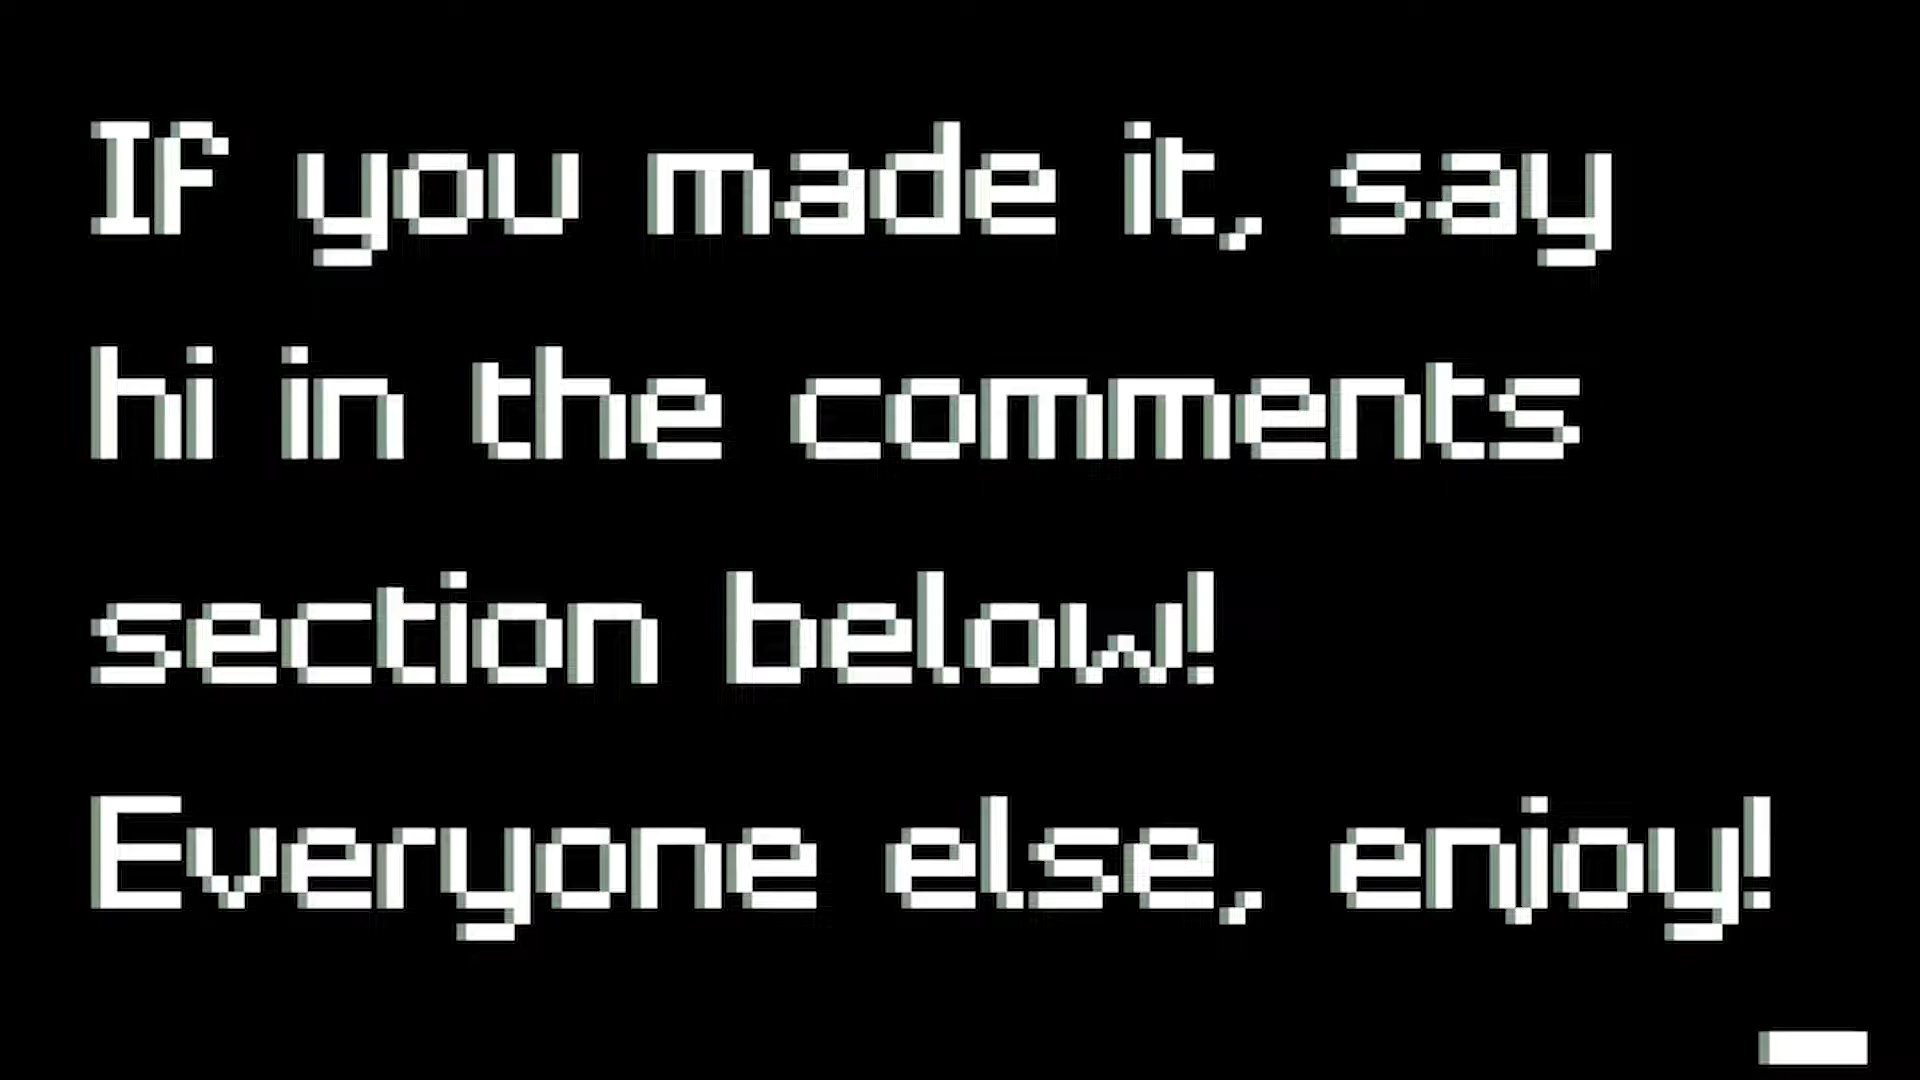 If you made it, say
hi in the comments
section below!
Everyone else, enjoy!